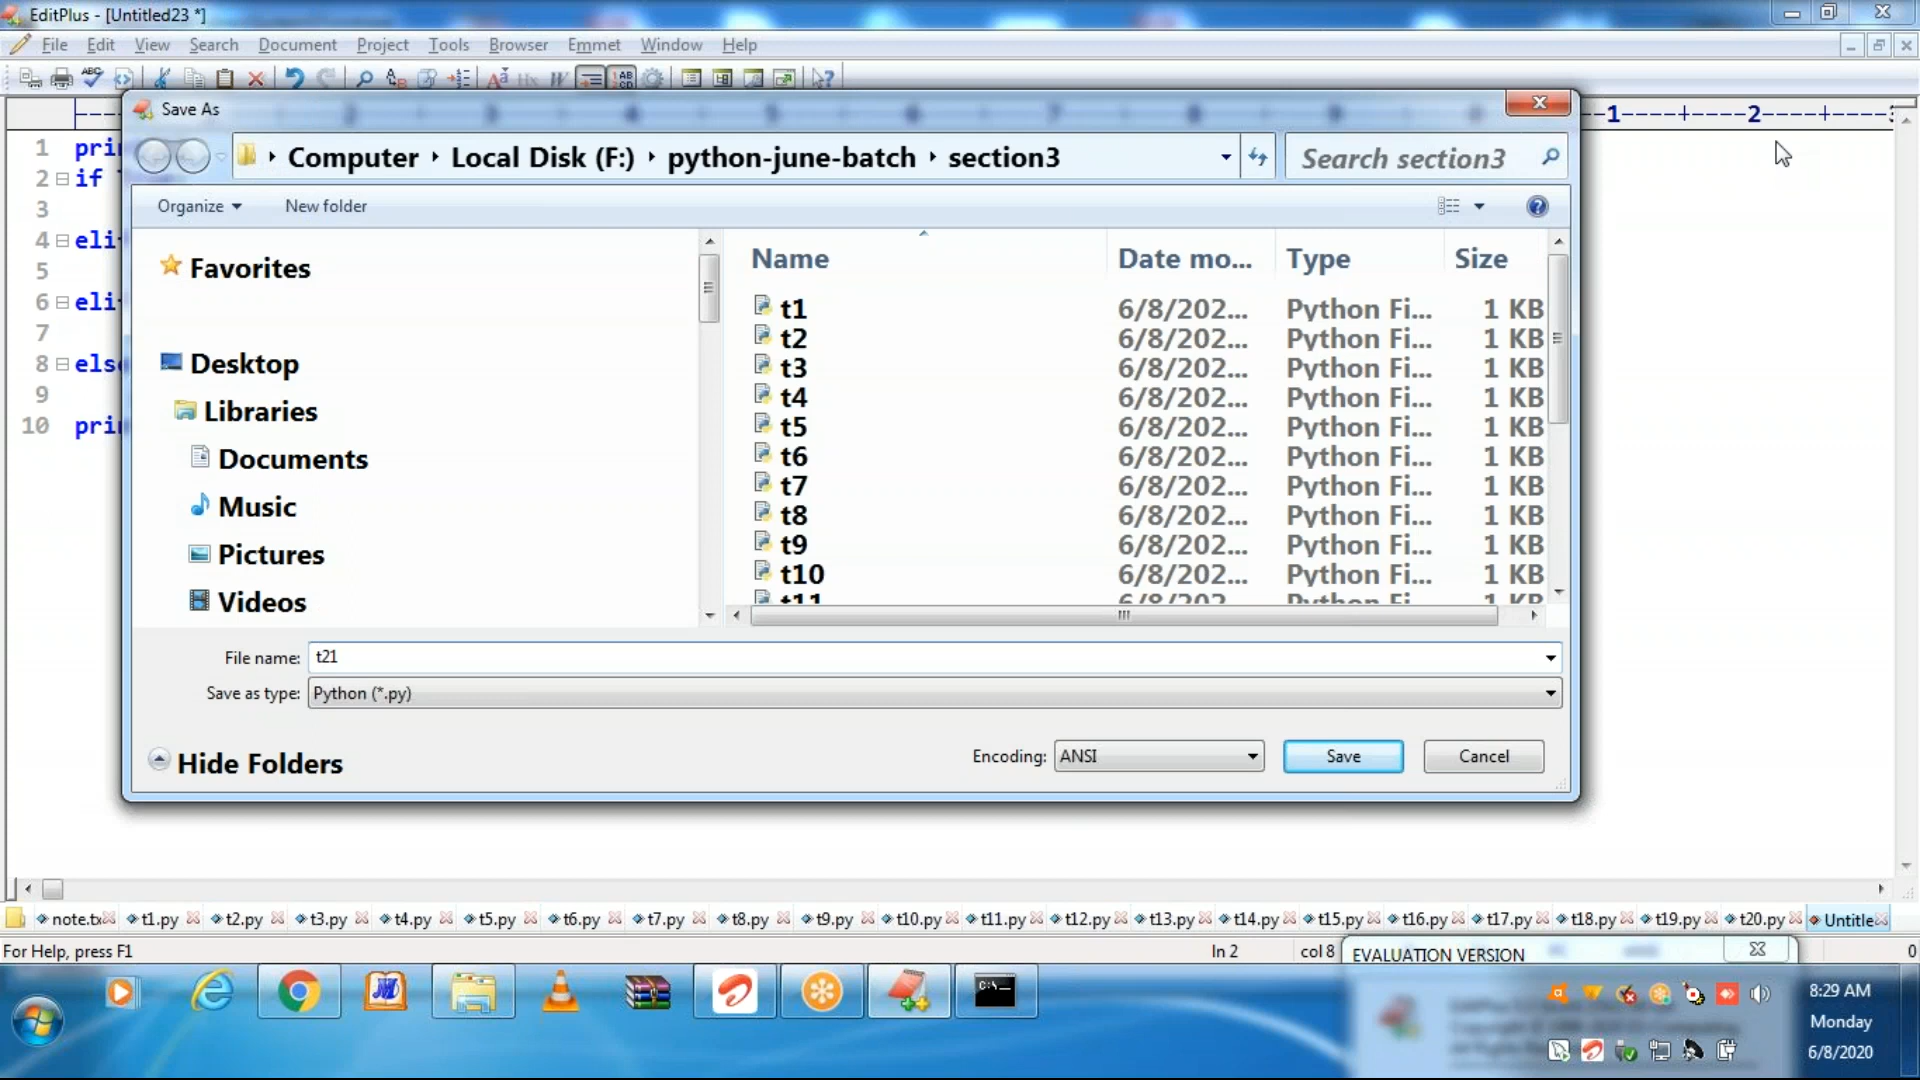 EditPlus - [Untitled23 *]
File Edit View Search Document Project Tools Browser Emmet Window Help
Save As
1----+----2----+----3
Computer Local Disk (F:) python-june-batch section3
Search section3
Organize New folder
Name Date mo... Type Size
Favorites
Desktop
Libraries
Documents
Music
Pictures
Videos
t1 6/8/202... Python Fi... 1 KB
t2 6/8/202... Python Fi... 1 KB
t3 6/8/202... Python Fi... 1 KB
t4 6/8/202... Python Fi... 1 KB
t5 6/8/202... Python Fi... 1 KB
t6 6/8/202... Python Fi... 1 KB
t7 6/8/202... Python Fi... 1 KB
t8 6/8/202... Python Fi... 1 KB
t9 6/8/202... Python Fi... 1 KB
t10 6/8/202... Python Fi... 1 KB
t11 6/8/202... Python Fi... 1 KB
File name: t21
Save as type: Python (*.py)
Hide Folders
Encoding: ANSI Save Cancel
1 pri
2 if
3
4 eli
5
6 eli
7
8 els
9
10 pri
note.tx t1.py t2.py t3.py t4.py t5.py t6.py t7.py t8.py t9.py t10.py t11.py t12.py t13.py t14.py t15.py t16.py t17.py t18.py t19.py t20.py Untitle
For Help, press F1 ln 2 col 8 0
EVALUATION VERSION
8:29 AM
Monday
6/8/2020